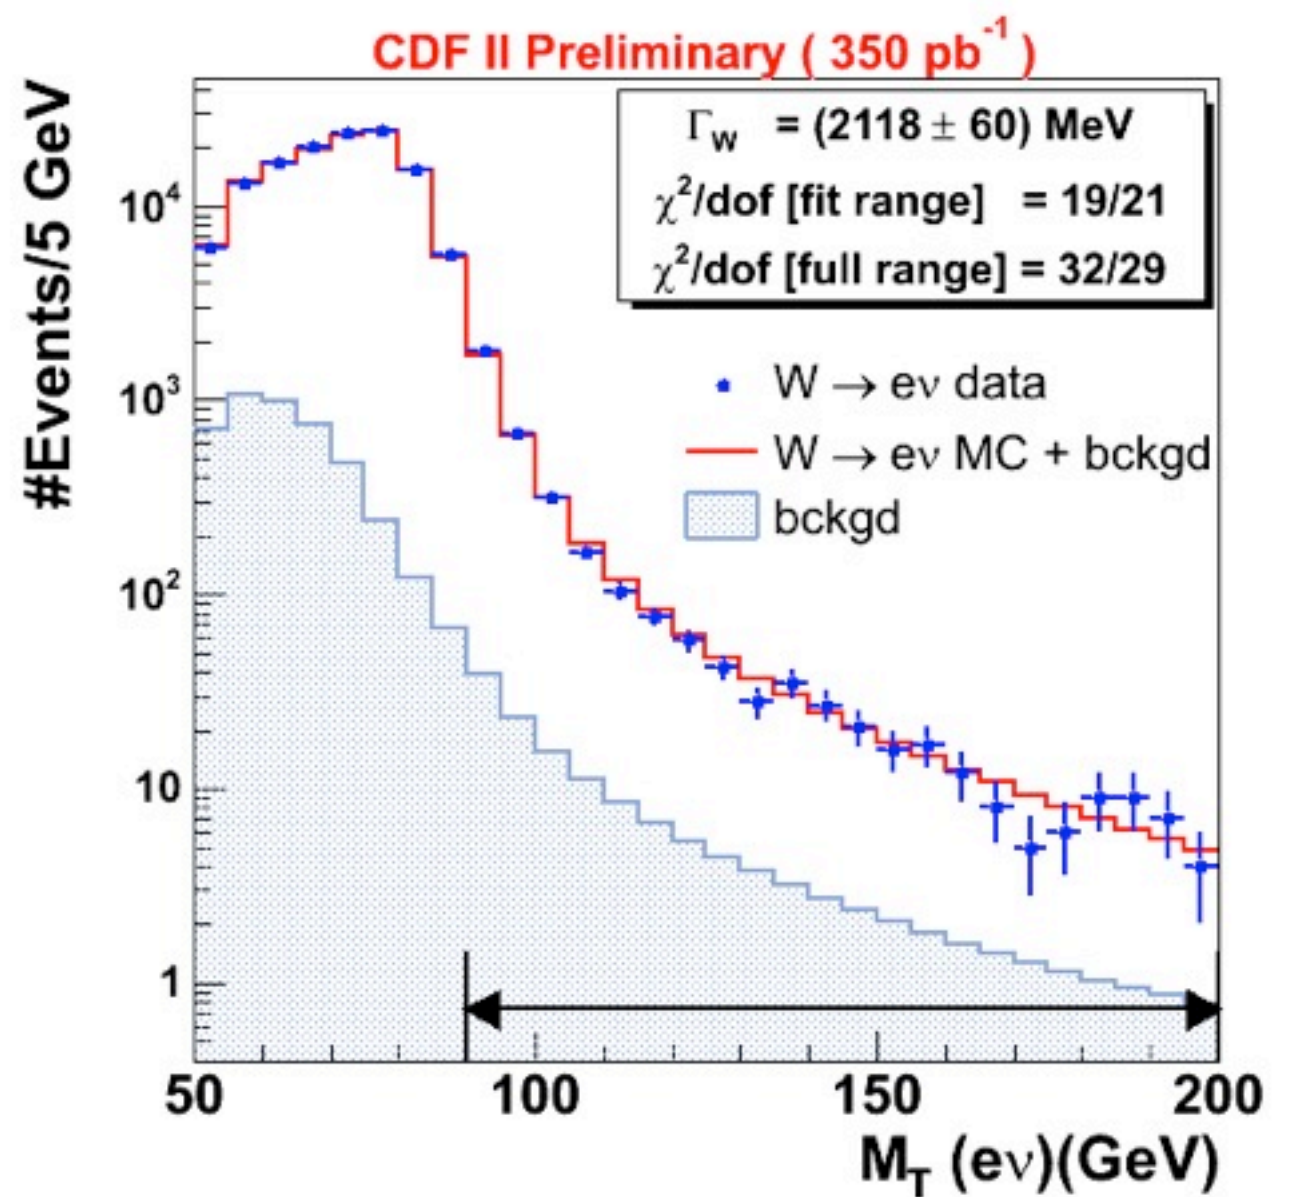 CDF II Preliminary ( 350 pb⁻¹ )
Γ_W = (2118 ± 60) MeV
χ²/dof [fit range] = 19/21
χ²/dof [full range] = 32/29
W → eν data
W → eν MC + bckgd
bckgd
#Events/5 GeV
10⁴
10³
10²
10
1
50 100 150 200
M_T (eν)(GeV)